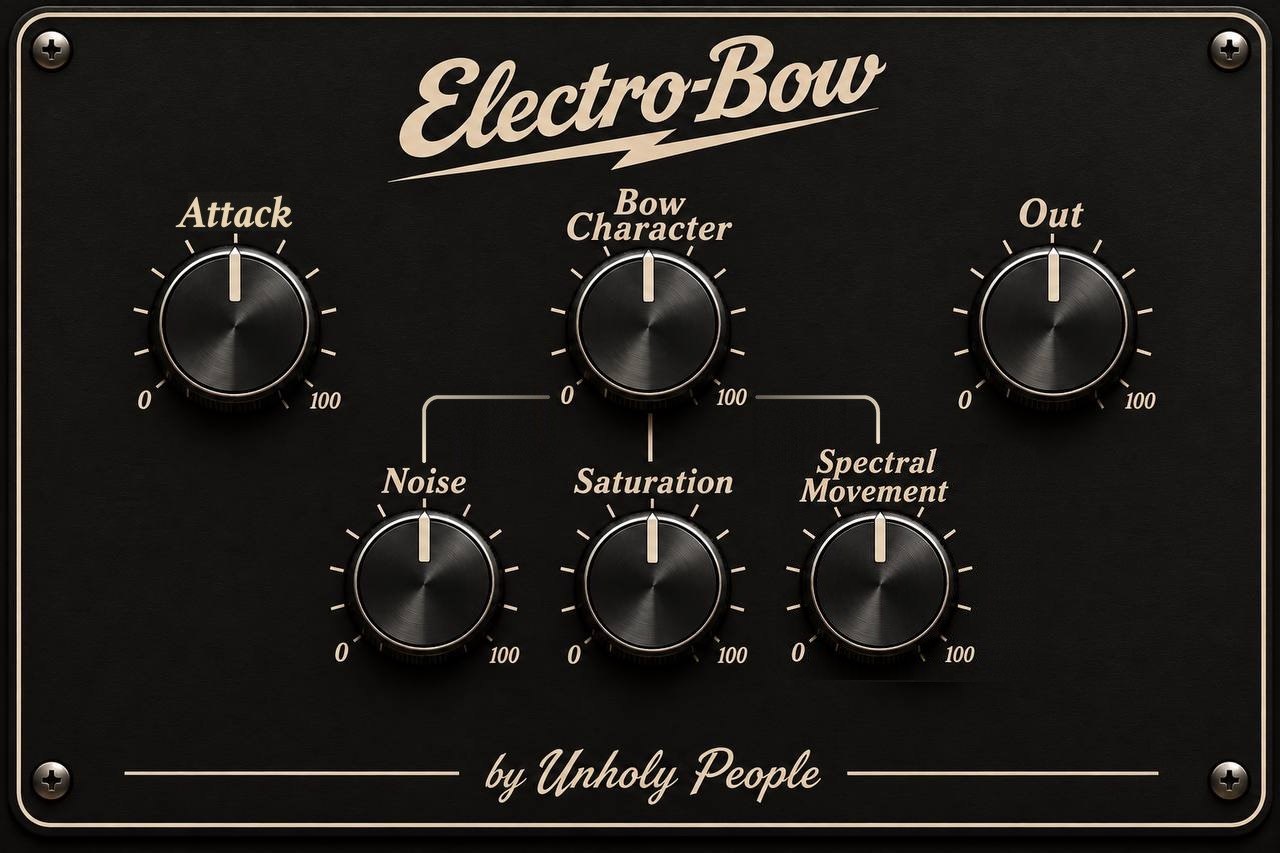 Electro-Bow
Attack
Bow
Character
Out
0 100
0 100
0 100
Noise
Saturation
Spectral
Movement
0 100
0 100
0 100
by Unholy People